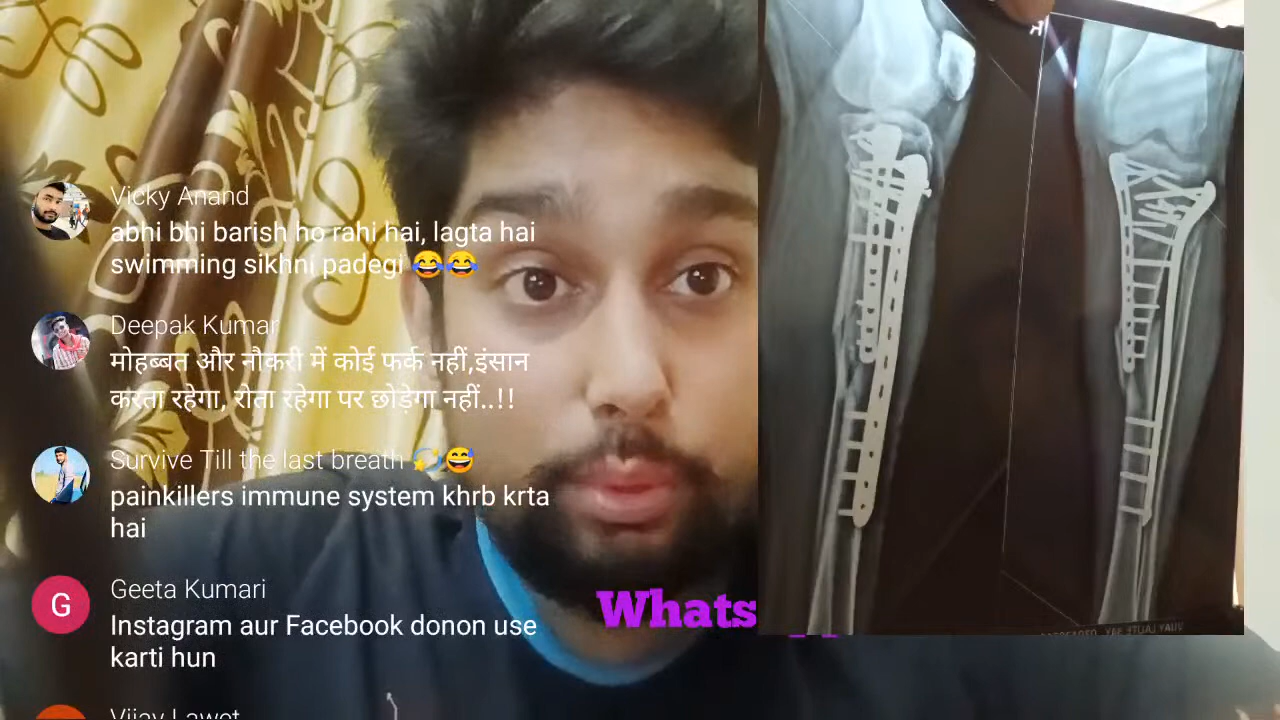 Vicky Anand
abhi bhi barish ho rahi hai, lagta hai
swimming sikhni padegi 😂😂
Deepak Kumar
मोहब्बत और नौकरी में कोई फर्क नहीं,इंसान
करता रहेगा, रोता रहेगा पर छोड़ेगा नहीं..!!
Survive Till the last breath 💫😅
painkillers immune system khrb krta
hai
G
Geeta Kumari
Instagram aur Facebook donon use
karti hun
Vijay Lawet
Whats